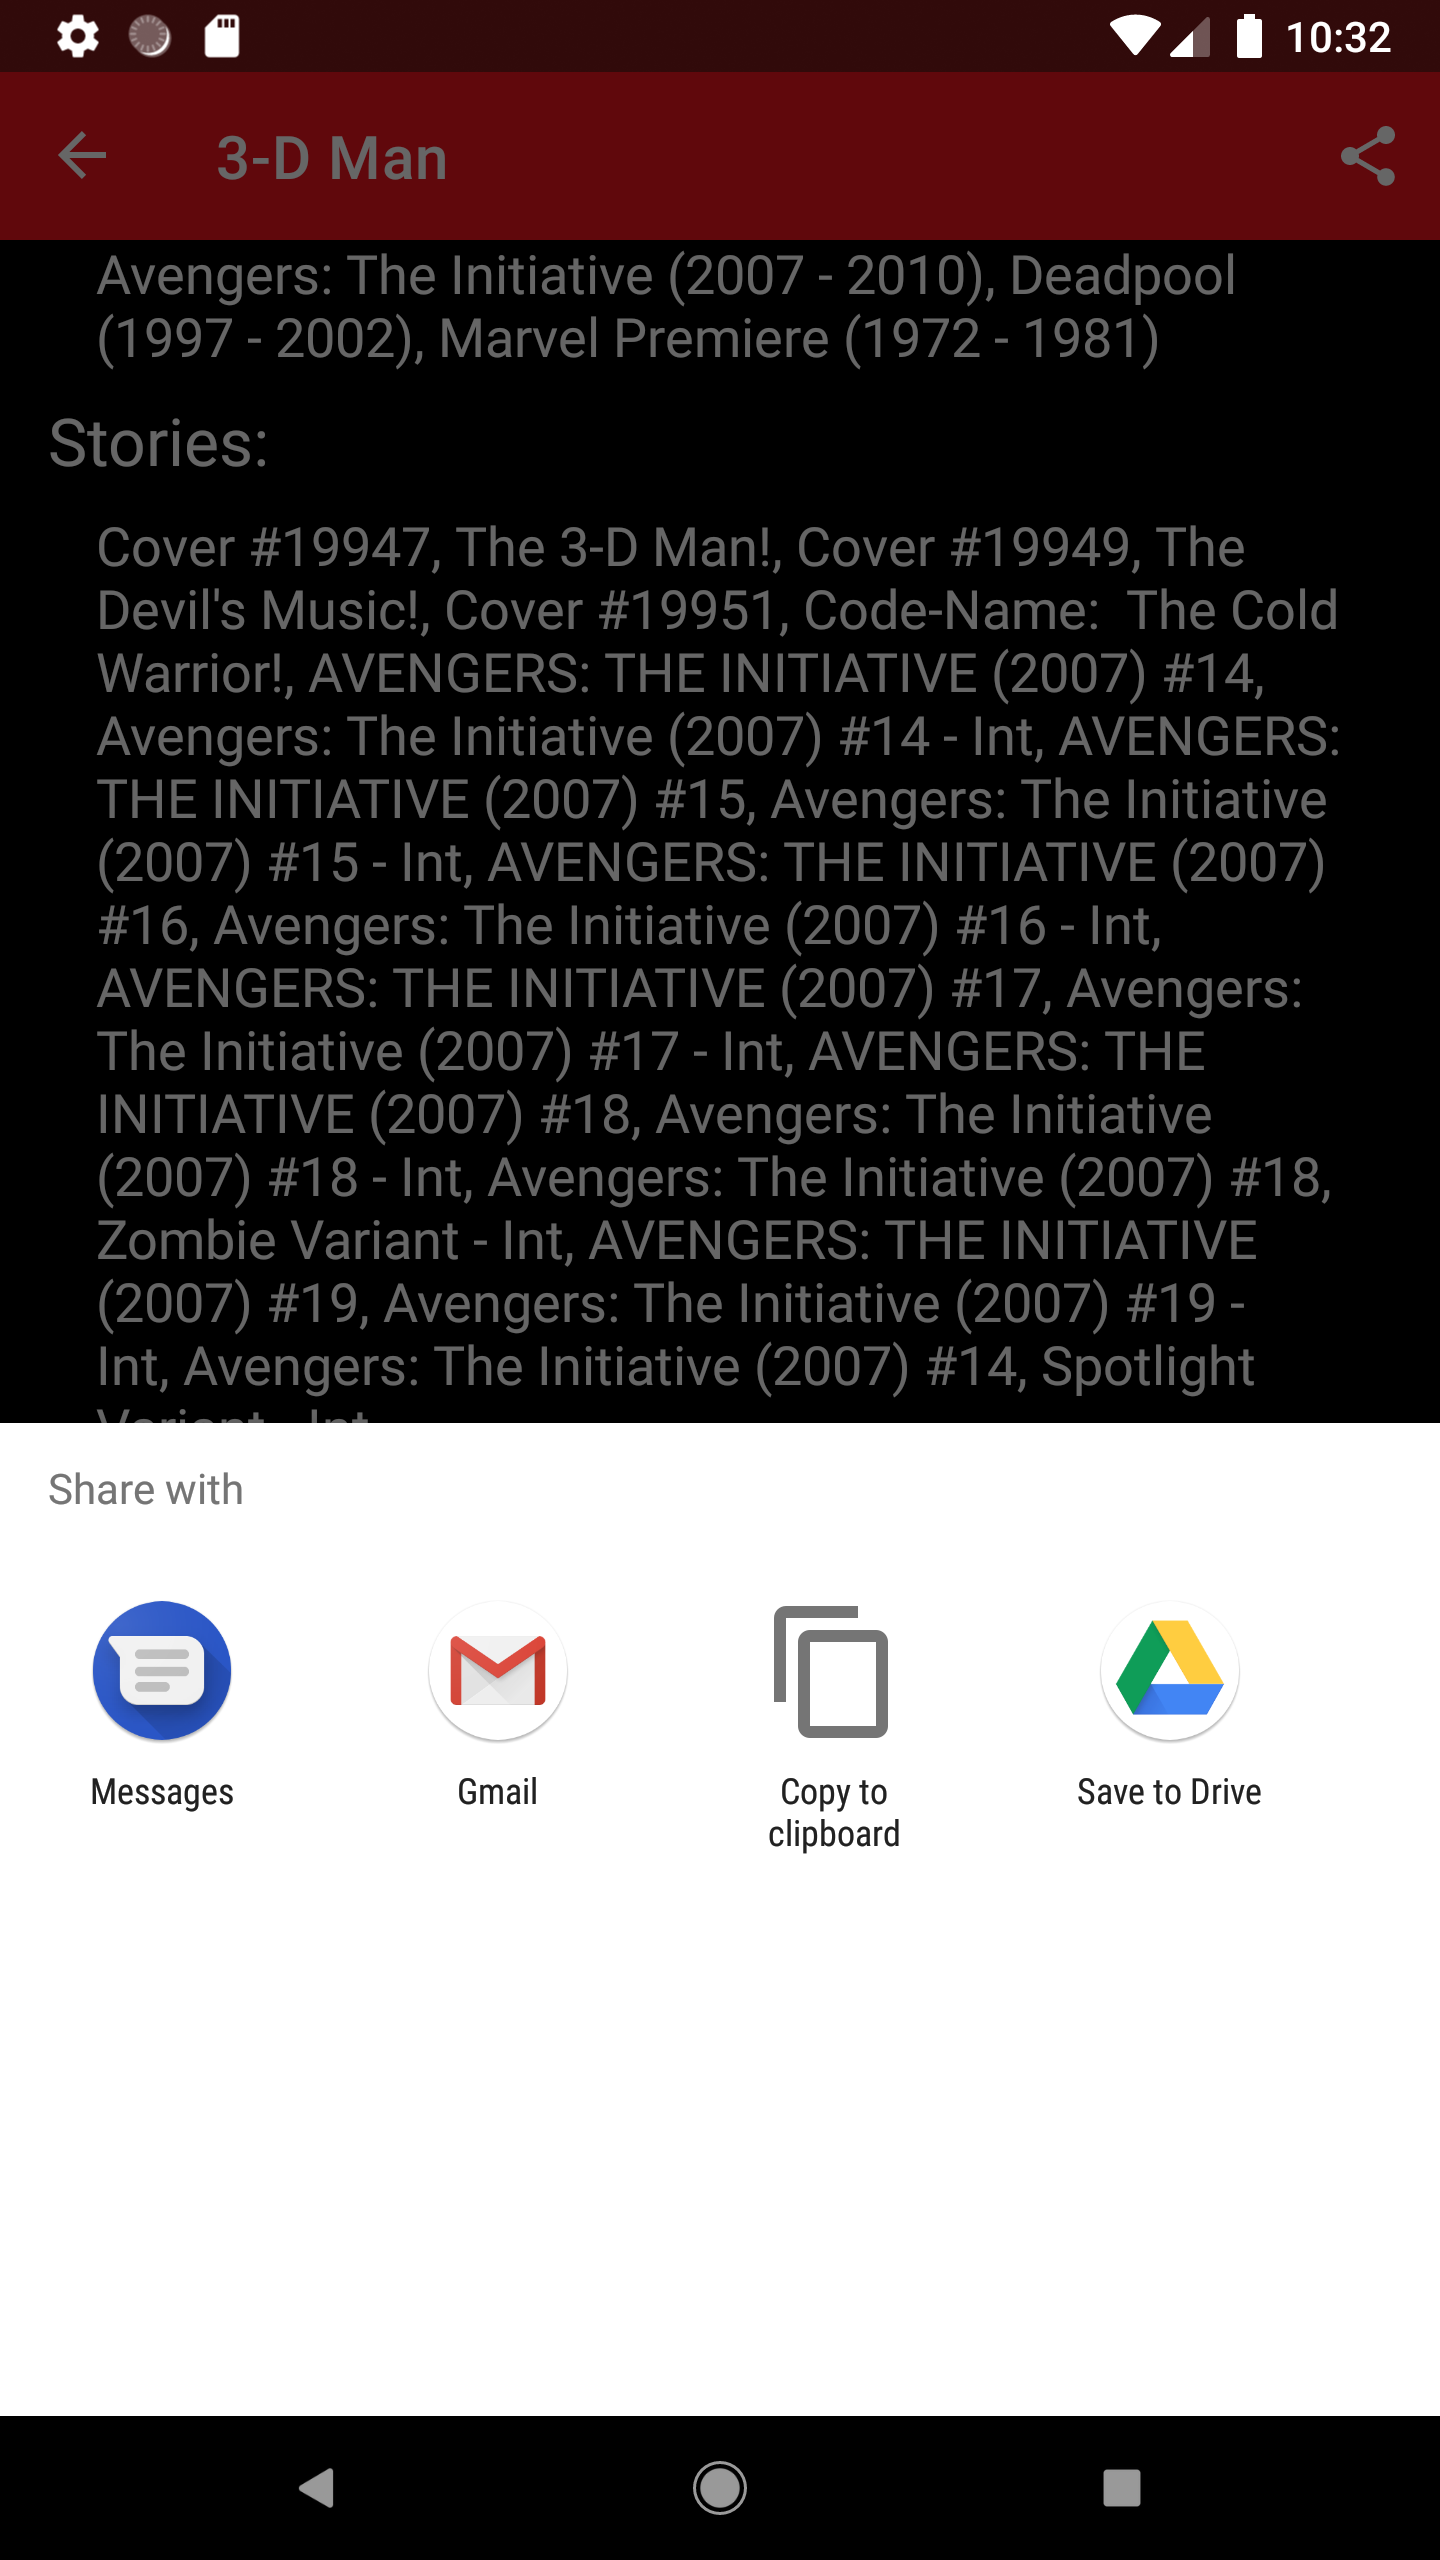 10:32
3-D Man
Avengers: The Initiative (2007 - 2010), Deadpool
(1997 - 2002), Marvel Premiere (1972 - 1981)
Stories:
Cover #19947, The 3-D Man!, Cover #19949, The
Devil's Music!, Cover #19951, Code-Name:  The Cold
Warrior!, AVENGERS: THE INITIATIVE (2007) #14,
Avengers: The Initiative (2007) #14 - Int, AVENGERS:
THE INITIATIVE (2007) #15, Avengers: The Initiative
(2007) #15 - Int, AVENGERS: THE INITIATIVE (2007)
#16, Avengers: The Initiative (2007) #16 - Int,
AVENGERS: THE INITIATIVE (2007) #17, Avengers:
The Initiative (2007) #17 - Int, AVENGERS: THE
INITIATIVE (2007) #18, Avengers: The Initiative
(2007) #18 - Int, Avengers: The Initiative (2007) #18,
Zombie Variant - Int, AVENGERS: THE INITIATIVE
(2007) #19, Avengers: The Initiative (2007) #19 -
Int, Avengers: The Initiative (2007) #14, Spotlight
Variant - Int
Share with
Messages
Gmail
Copy to
clipboard
Save to Drive